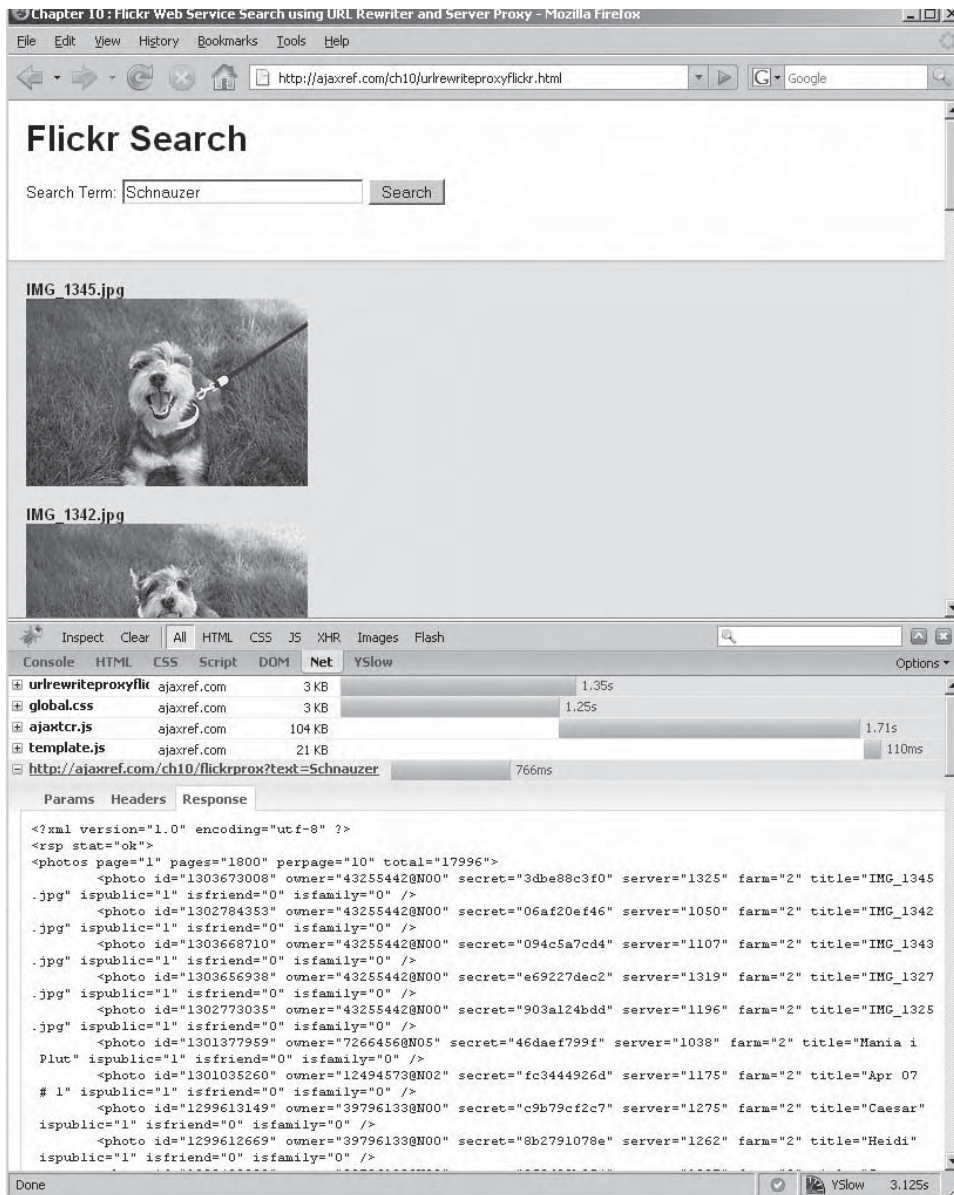 Chapter 10 : Flickr Web Service Search using URL Rewriter and Server Proxy - Mozilla Firefox
File Edit View History Bookmarks Tools Help
http://ajaxref.com/ch10/urlrewriteproxyflickr.html
G Google
Flickr Search
Search Term: Schnauzer Search
IMG_1345.jpg
IMG_1342.jpg
Inspect Clear All HTML CSS JS XHR Images Flash
Console HTML CSS Script DOM Net YSlow Options
urlrewriteproxyflic ajaxref.com 3 KB 1.35s
global.css ajaxref.com 3 KB 1.25s
ajaxtcr.js ajaxref.com 104 KB 1.71s
template.js ajaxref.com 21 KB 110ms
http://ajaxref.com/ch10/flickrprox?text=Schnauzer 766ms
Params Headers Response
<?xml version="1.0" encoding="utf-8" ?>
<rsp stat="ok">
<photos page="1" pages="1800" perpage="10" total="17996">
<photo id="1303673008" owner="43255442@N00" secret="3dbe88c3f0" server="1325" farm="2" title="IMG_1345
.jpg" ispublic="1" isfriend="0" isfamily="0" />
<photo id="1302784353" owner="43255442@N00" secret="06af20ef46" server="1050" farm="2" title="IMG_1342
.jpg" ispublic="1" isfriend="0" isfamily="0" />
<photo id="1303668710" owner="43255442@N00" secret="094c5a7cd4" server="1107" farm="2" title="IMG_1343
.jpg" ispublic="1" isfriend="0" isfamily="0" />
<photo id="1303656938" owner="43255442@N00" secret="e69227dec2" server="1319" farm="2" title="IMG_1327
.jpg" ispublic="1" isfriend="0" isfamily="0" />
<photo id="1302773035" owner="43255442@N00" secret="903a124bdd" server="1196" farm="2" title="IMG_1325
.jpg" ispublic="1" isfriend="0" isfamily="0" />
<photo id="1301377959" owner="7266456@N05" secret="46daef799f" server="1038" farm="2" title="Mania i
Plut" ispublic="1" isfriend="0" isfamily="0" />
<photo id="1301035260" owner="12494573@N02" secret="fc3444926d" server="1175" farm="2" title="Apr 07
# 1" ispublic="1" isfriend="0" isfamily="0" />
<photo id="1299613149" owner="39796133@N00" secret="c9b79cf2c7" server="1275" farm="2" title="Caesar"
ispublic="1" isfriend="0" isfamily="0" />
<photo id="1299612669" owner="39796133@N00" secret="8b2791078e" server="1262" farm="2" title="Heidi"
ispublic="1" isfriend="0" isfamily="0" />
Done YSlow 3.125s